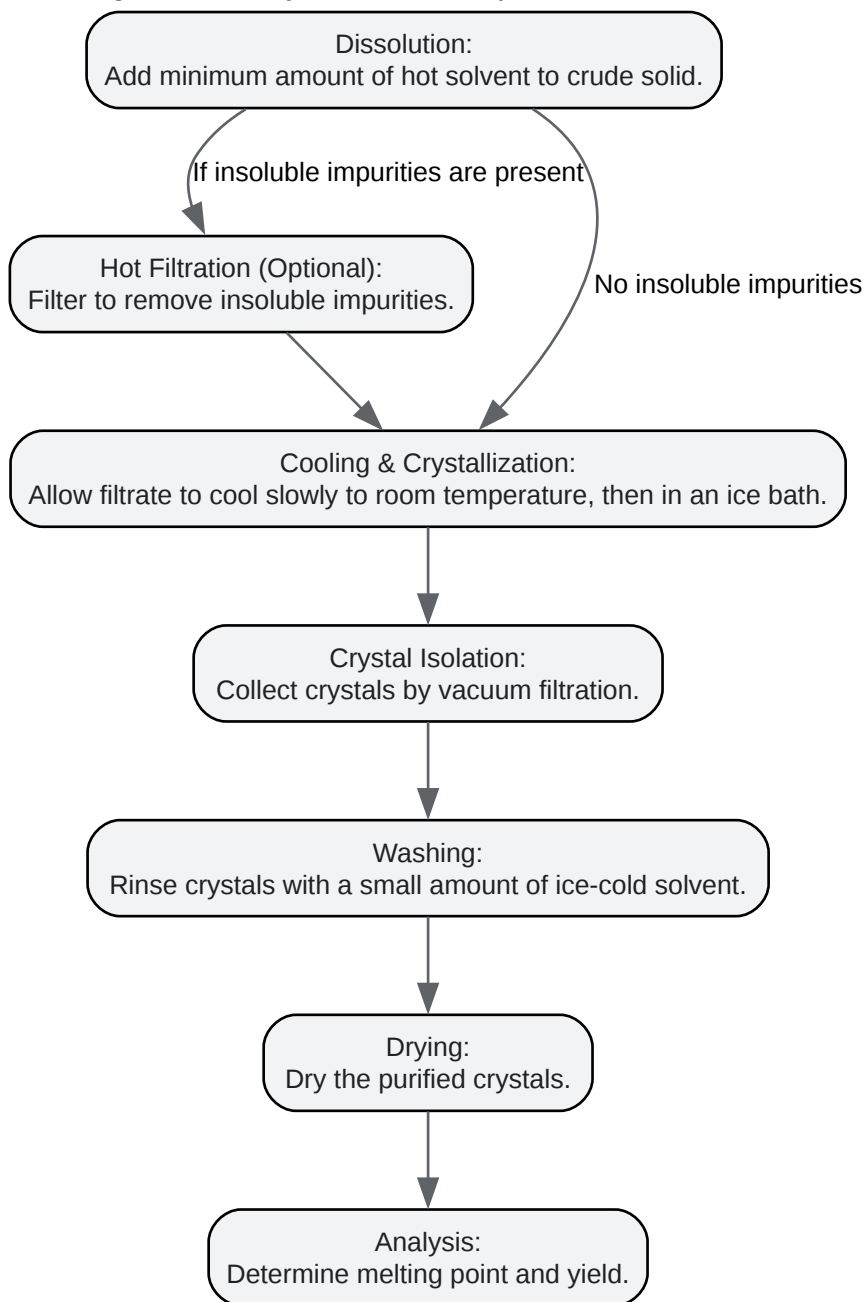 Dissolution:
Add minimum amount of hot solvent to crude solid.
If insoluble impurities are present
Hot Filtration (Optional):
Filter to remove insoluble impurities.
No insoluble impurities
Cooling & Crystallization:
Allow filtrate to cool slowly to room temperature, then in an ice bath.
Crystal Isolation:
Collect crystals by vacuum filtration.
Washing:
Rinse crystals with a small amount of ice-cold solvent.
Drying:
Dry the purified crystals.
Analysis:
Determine melting point and yield.